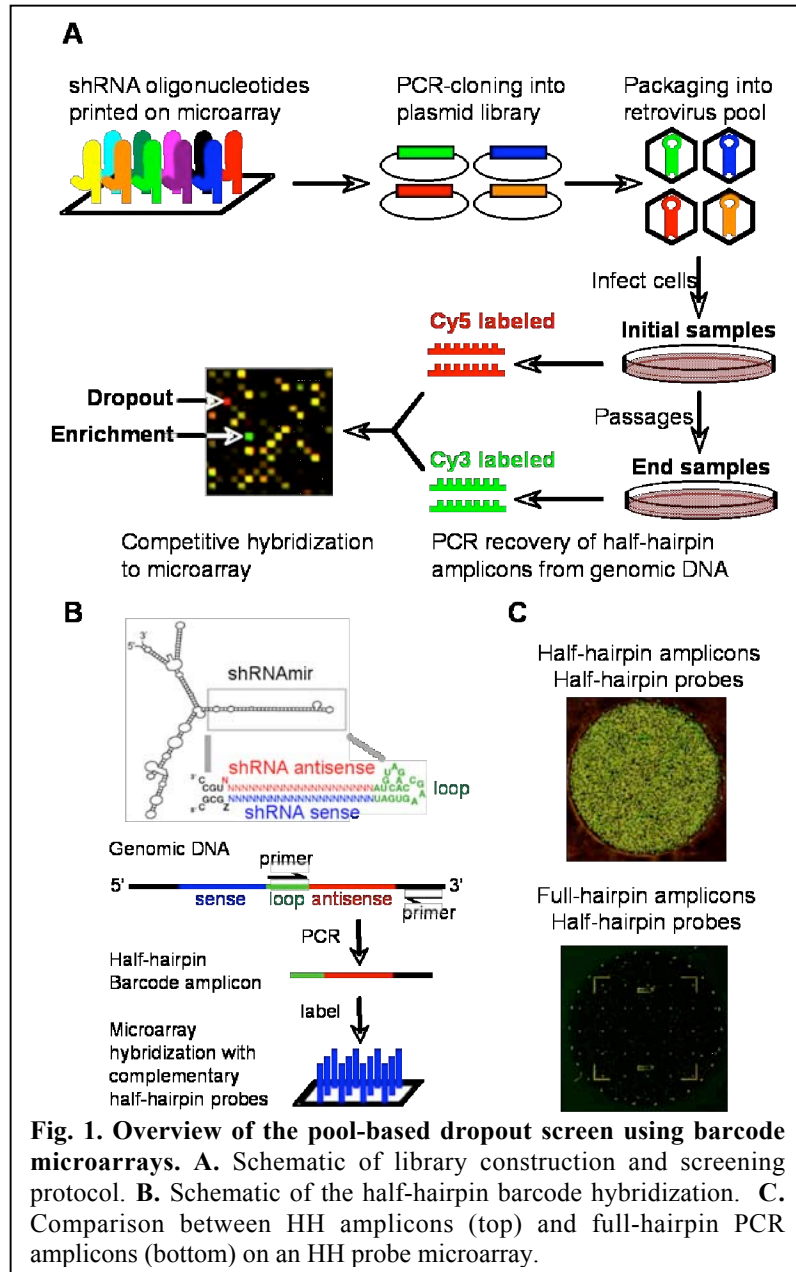 A
shRNA oligonucleotides
printed on microarray
PCR-cloning into
plasmid library
Packaging into
retrovirus pool
Infect cells
Cy5 labeled
Initial samples
Dropout
Enrichment
Passages
Cy3 labeled
End samples
Competitive hybridization
to microarray
PCR recovery of half-hairpin
amplicons from genomic DNA
B
5'
3'
shRNAmir
shRNA antisense
shRNA sense
loop
Genomic DNA
primer
5'
3'
sense
loop
antisense
primer
PCR
Half-hairpin
Barcode amplicon
label
Microarray
hybridization with
complementary
half-hairpin probes
C
Half-hairpin amplicons
Half-hairpin probes
Full-hairpin amplicons
Half-hairpin probes
Fig. 1. Overview of the pool-based dropout screen using barcode
microarrays. A. Schematic of library construction and screening
protocol. B. Schematic of the half-hairpin barcode hybridization. C.
Comparison between HH amplicons (top) and full-hairpin PCR
amplicons (bottom) on an HH probe microarray.